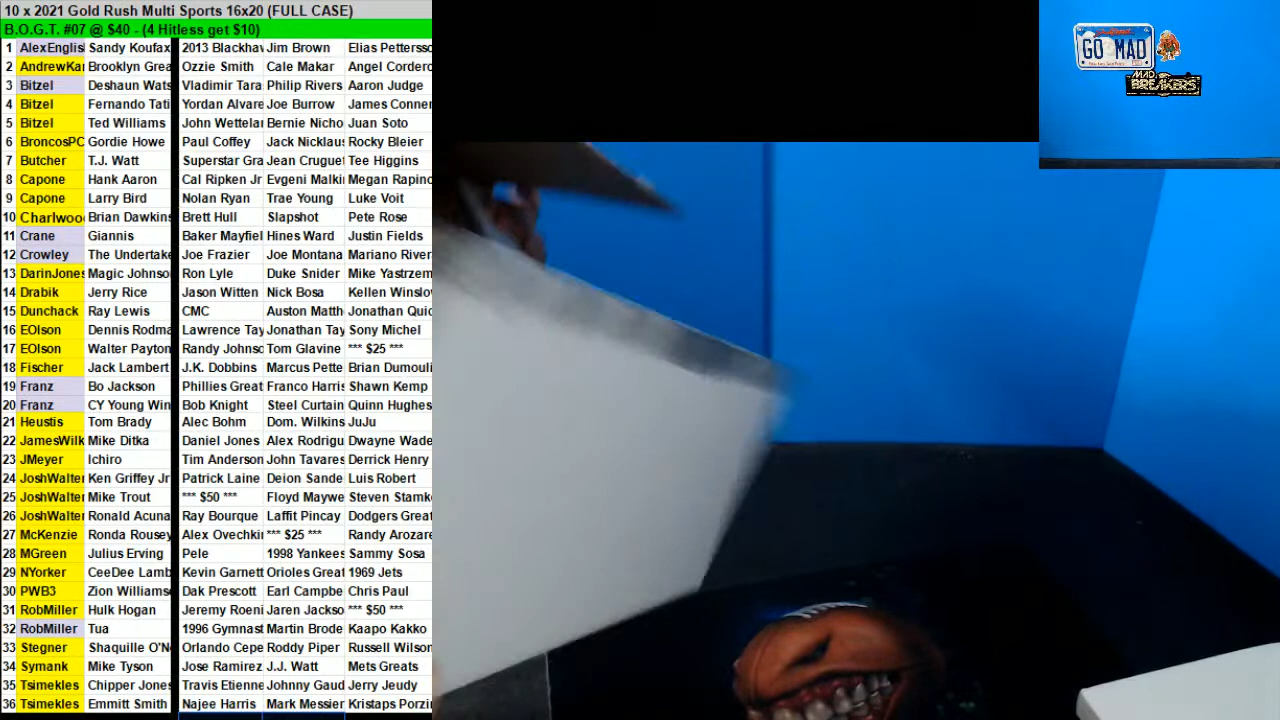 10 x 2021 Gold Rush Multi Sports 16x20 (FULL CASE)
B.O.G.T. #07 @ $40 - (4 Hitless get $10)
1 AlexEnglis Sandy Koufax 2013 Blackhav Jim Brown Elias Petterss
2 AndrewKar Brooklyn Grea Ozzie Smith Cale Makar Angel Cordero
3 Bitzel Deshaun Wats Vladimir Tara Philip Rivers Aaron Judge
4 Bitzel Fernando Tati Yordan Alvare Joe Burrow James Conner
5 Bitzel Ted Williams John Wettelar Bernie Nicho Juan Soto
6 BroncosPC Gordie Howe Paul Coffey Jack Nicklaus Rocky Bleier
7 Butcher T.J. Watt Superstar Gra Jean Cruguet Tee Higgins
8 Capone Hank Aaron Cal Ripken Jr Evgeni Malkin Megan Rapino
9 Capone Larry Bird Nolan Ryan Trae Young Luke Voit
10 Charlwood Brian Dawkins Brett Hull Slapshot Pete Rose
11 Crane Giannis Baker Mayfiel Hines Ward Justin Fields
12 Crowley The Undertake Joe Frazier Joe Montana Mariano River
13 DarinJones Magic Johnso Ron Lyle Duke Snider Mike Yastrzem
14 Drabik Jerry Rice Jason Witten Nick Bosa Kellen Winslov
15 Dunchack Ray Lewis CMC Auston Matth Jonathan Quic
16 EOlson Dennis Rodma Lawrence Tay Jonathan Tay Sony Michel
17 EOlson Walter Payton Randy Johnso Tom Glavine *** $25 ***
18 Fischer Jack Lambert J.K. Dobbins Marcus Pette Brian Dumouli
19 Franz Bo Jackson Phillies Great Franco Harris Shawn Kemp
20 Franz CY Young Win Bob Knight Steel Curtain Quinn Hughes
21 Heustis Tom Brady Alec Bohm Dom. Wilkins JuJu
22 JamesWilk Mike Ditka Daniel Jones Alex Rodrigu Dwayne Wade
23 JMeyer Ichiro Tim Anderson John Tavares Derrick Henry
24 JoshWalter Ken Griffey Jr Patrick Laine Deion Sande Luis Robert
25 JoshWalter Mike Trout *** $50 *** Floyd Maywe Steven Stamk
26 JoshWalter Ronald Acuna Ray Bourque Laffit Pincay Dodgers Great
27 McKenzie Ronda Rousey Alex Ovechkin *** $25 *** Randy Arozare
28 MGreen Julius Erving Pele 1998 Yankees Sammy Sosa
29 NYorker CeeDee Lamb Kevin Garnett Orioles Great 1969 Jets
30 PWB3 Zion Williams Dak Prescott Earl Campbe Chris Paul
31 RobMiller Hulk Hogan Jeremy Roeni Jaren Jackso *** $50 ***
32 RobMiller Tua 1996 Gymnast Martin Brode Kaapo Kakko
33 Stegner Shaquille O'N Orlando Cepe Roddy Piper Russell Wilson
34 Symank Mike Tyson Jose Ramirez J.J. Watt Mets Greats
35 Tsimekles Chipper Jones Travis Etienne Johnny Gaud Jerry Jeudy
36 Tsimekles Emmitt Smith Najee Harris Mark Messier Kristaps Porzir
GO MAD
MAD BREAKERS